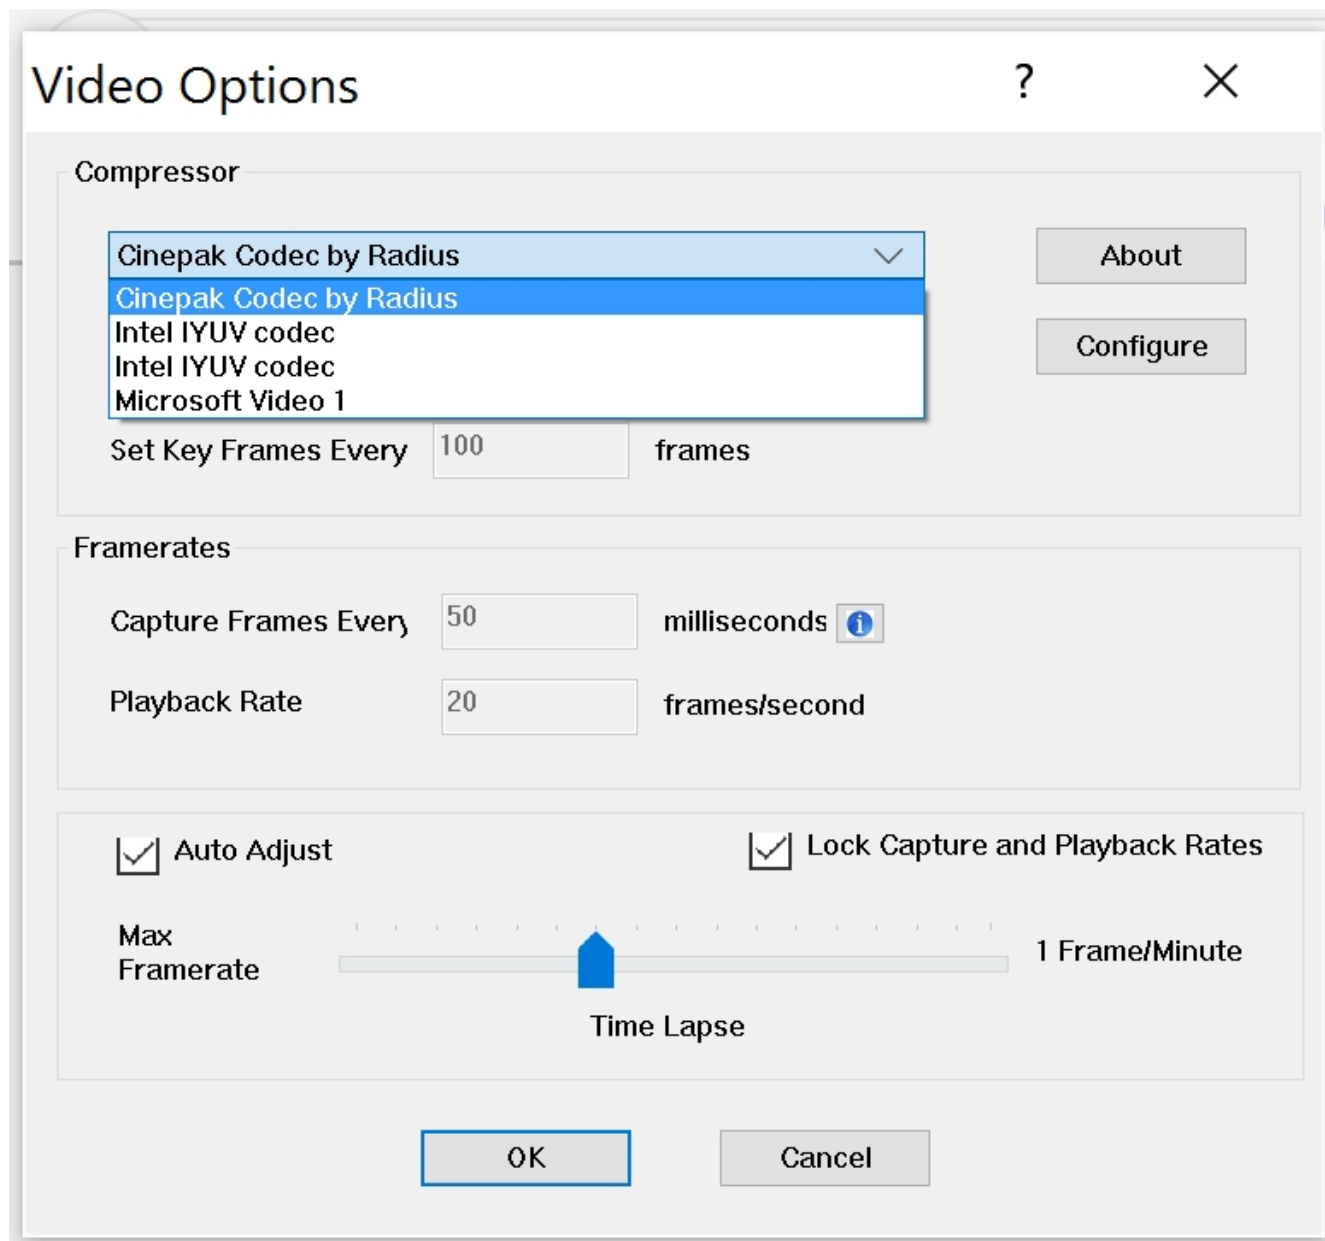 Video Options ?
Compressor
Cinepak Codec by Radius
About
Cinepak Codec by Radius
Intel IYUV codec
Intel IYUV codec
Microsoft Video 1
Configure
Set Key Frames Every 100 frames
Framerates
Capture Frames Every 50 milliseconds i
Playback Rate 20 frames/second
Auto Adjust
Lock Capture and Playback Rates
Max
Framerate
1 Frame/Minute
Time Lapse
OK
Cancel